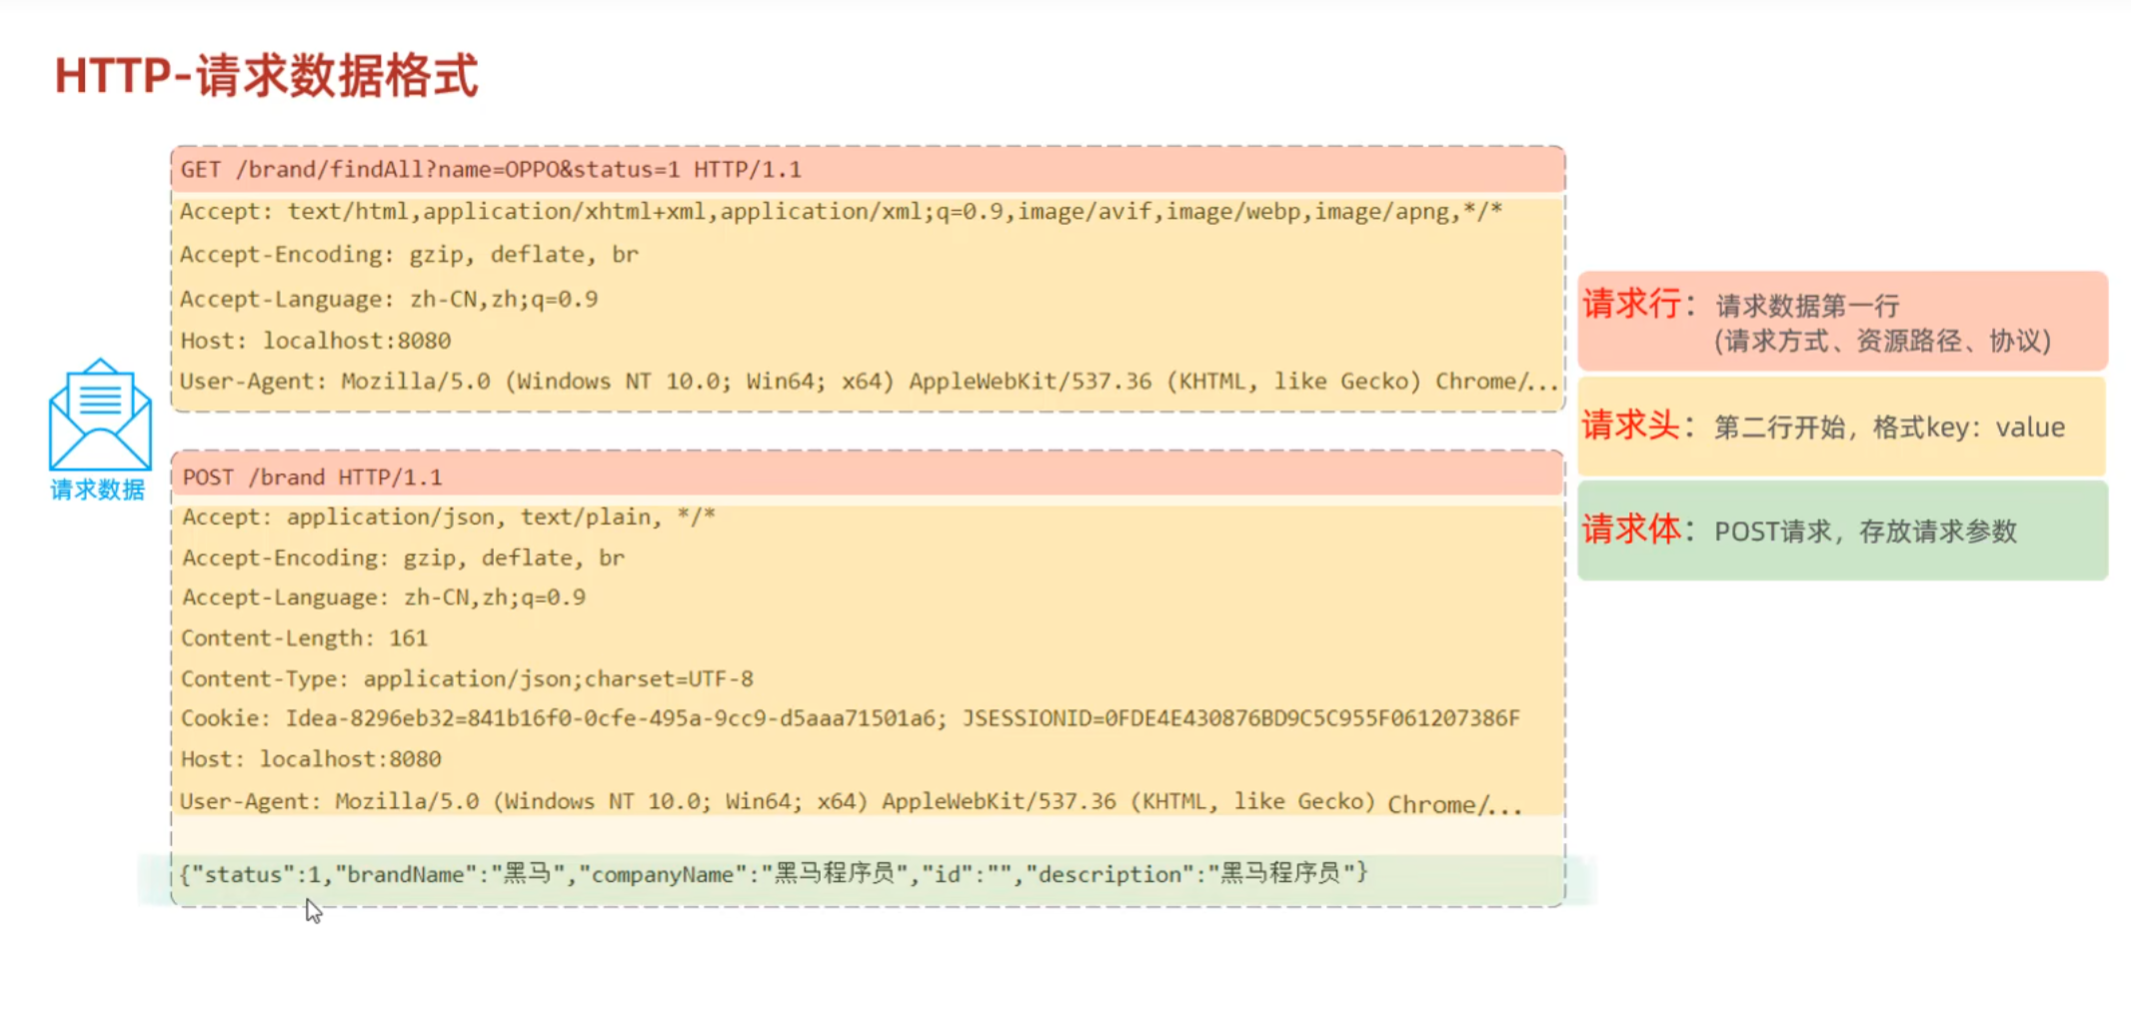 HTTP-请求数据格式
GET /brand/findAll?name=OPPO&status=1 HTTP/1.1
Accept: text/html,application/xhtml+xml,application/xml;q=0.9,image/avif,image/webp,image/apng,*/*
Accept-Encoding: gzip, deflate, br
Accept-Language: zh-CN,zh;q=0.9
Host: localhost:8080
User-Agent: Mozilla/5.0 (Windows NT 10.0; Win64; x64) AppleWebKit/537.36 (KHTML, like Gecko) Chrome/...
请求数据
POST /brand HTTP/1.1
Accept: application/json, text/plain, */*
Accept-Encoding: gzip, deflate, br
Accept-Language: zh-CN,zh;q=0.9
Content-Length: 161
Content-Type: application/json;charset=UTF-8
Cookie: Idea-8296eb32=841b16f0-0cfe-495a-9cc9-d5aaa71501a6; JSESSIONID=0FDE4E430876BD9C5C955F061207386F
Host: localhost:8080
User-Agent: Mozilla/5.0 (Windows NT 10.0; Win64; x64) AppleWebKit/537.36 (KHTML, like Gecko) Chrome/...
{"status":1,"brandName":"黑马","companyName":"黑马程序员","id":"","description":"黑马程序员"}
请求行：请求数据第一行
(请求方式、资源路径、协议)
请求头：第二行开始，格式key：value
请求体：POST请求，存放请求参数